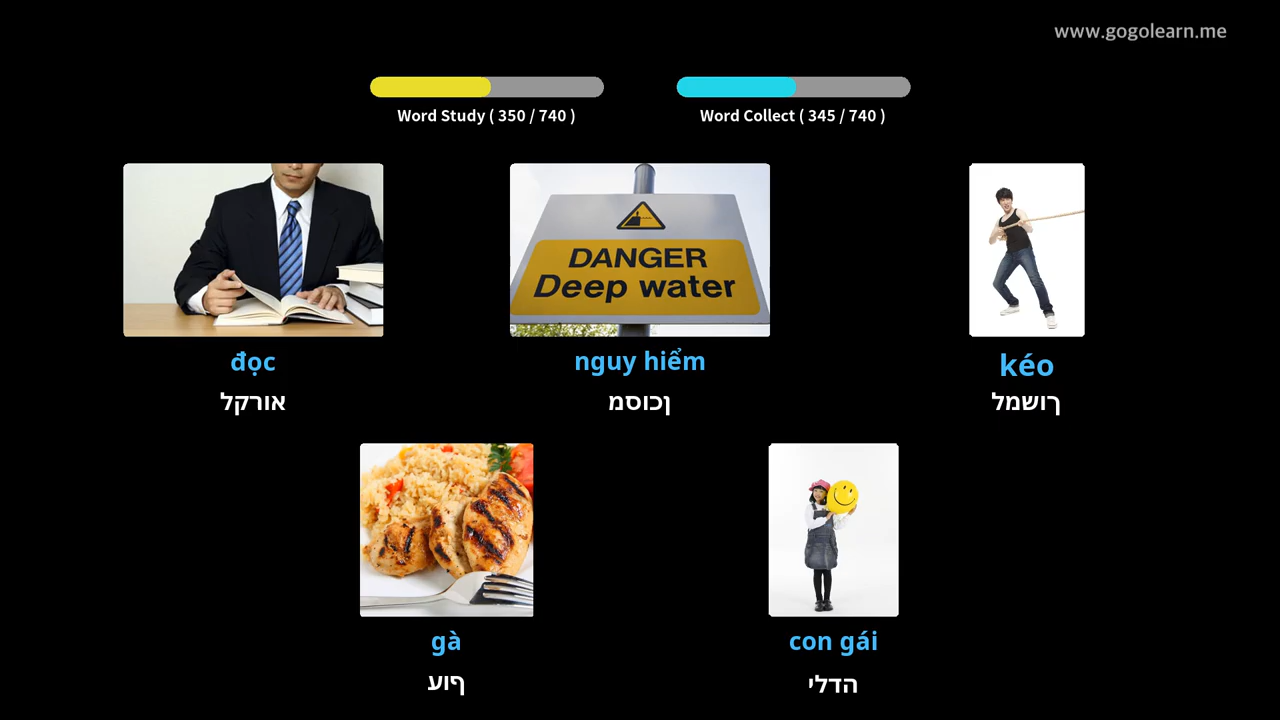 www.gogolearn.me
Word Study ( 350 / 740 )
Word Collect ( 345 / 740 )
DANGER
Deep water
đọc
nguy hiểm
kéo
אורקל
ןכוסמ
ךושמל
gà
con gái
ףוע
הדלי